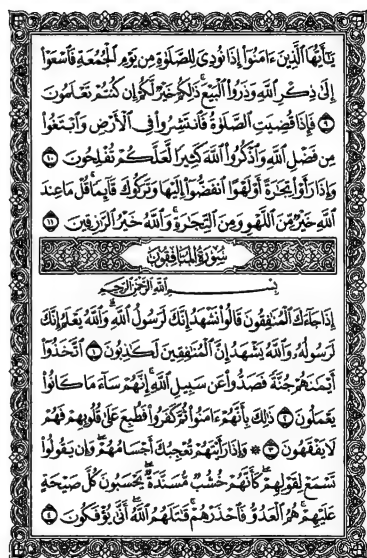 يَٰٓأَيُّهَا ٱلَّذِينَ ءَامَنُوٓا۟ إِذَا نُودِىَ لِلصَّلَوٰةِ مِن يَوْمِ ٱلْجُمُعَةِ فَٱسْعَوْا۟
إِلَىٰ ذِكْرِ ٱللَّهِ وَذَرُوا۟ ٱلْبَيْعَ ۚ ذَٰلِكُمْ خَيْرٌ لَّكُمْ إِن كُنتُمْ تَعْلَمُونَ
٩ فَإِذَا قُضِيَتِ ٱلصَّلَوٰةُ فَٱنتَشِرُوا۟ فِى ٱلْأَرْضِ وَٱبْتَغُوا۟
مِن فَضْلِ ٱللَّهِ وَٱذْكُرُوا۟ ٱللَّهَ كَثِيرًا لَّعَلَّكُمْ تُفْلِحُونَ ١٠
وَإِذَا رَأَوْا۟ تِجَٰرَةً أَوْ لَهْوًا ٱنفَضُّوٓا۟ إِلَيْهَا وَتَرَكُوكَ قَآئِمًا ۚ قُلْ مَا عِندَ
ٱللَّهِ خَيْرٌ مِّنَ ٱللَّهْوِ وَمِنَ ٱلتِّجَٰرَةِ ۚ وَٱللَّهُ خَيْرُ ٱلرَّٰزِقِينَ ١١
سُورَةُ المُنَافِقُونَ
بِسْمِ ٱللَّهِ ٱلرَّحْمَٰنِ ٱلرَّحِيمِ
إِذَا جَآءَكَ ٱلْمُنَٰفِقُونَ قَالُوا۟ نَشْهَدُ إِنَّكَ لَرَسُولُ ٱللَّهِ ۗ وَٱللَّهُ يَعْلَمُ إِنَّكَ
لَرَسُولُهُۥ وَٱللَّهُ يَشْهَدُ إِنَّ ٱلْمُنَٰفِقِينَ لَكَٰذِبُونَ ١ ٱتَّخَذُوٓا۟
أَيْمَٰنَهُمْ جُنَّةً فَصَدُّوا۟ عَن سَبِيلِ ٱللَّهِ ۚ إِنَّهُمْ سَآءَ مَا كَانُوا۟
يَعْمَلُونَ ٢ ذَٰلِكَ بِأَنَّهُمْ ءَامَنُوا۟ ثُمَّ كَفَرُوا۟ فَطُبِعَ عَلَىٰ قُلُوبِهِمْ فَهُمْ
لَا يَفْقَهُونَ ٣ ۞ وَإِذَا رَأَيْتَهُمْ تُعْجِبُكَ أَجْسَامُهُمْ ۖ وَإِن يَقُولُوا۟
تَسْمَعْ لِقَوْلِهِمْ ۖ كَأَنَّهُمْ خُشُبٌ مُّسَنَّدَةٌ ۖ يَحْسَبُونَ كُلَّ صَيْحَةٍ
عَلَيْهِمْ ۚ هُمُ ٱلْعَدُوُّ فَٱحْذَرْهُمْ ۚ قَٰتَلَهُمُ ٱللَّهُ ۖ أَنَّىٰ يُؤْفَكُونَ ٤